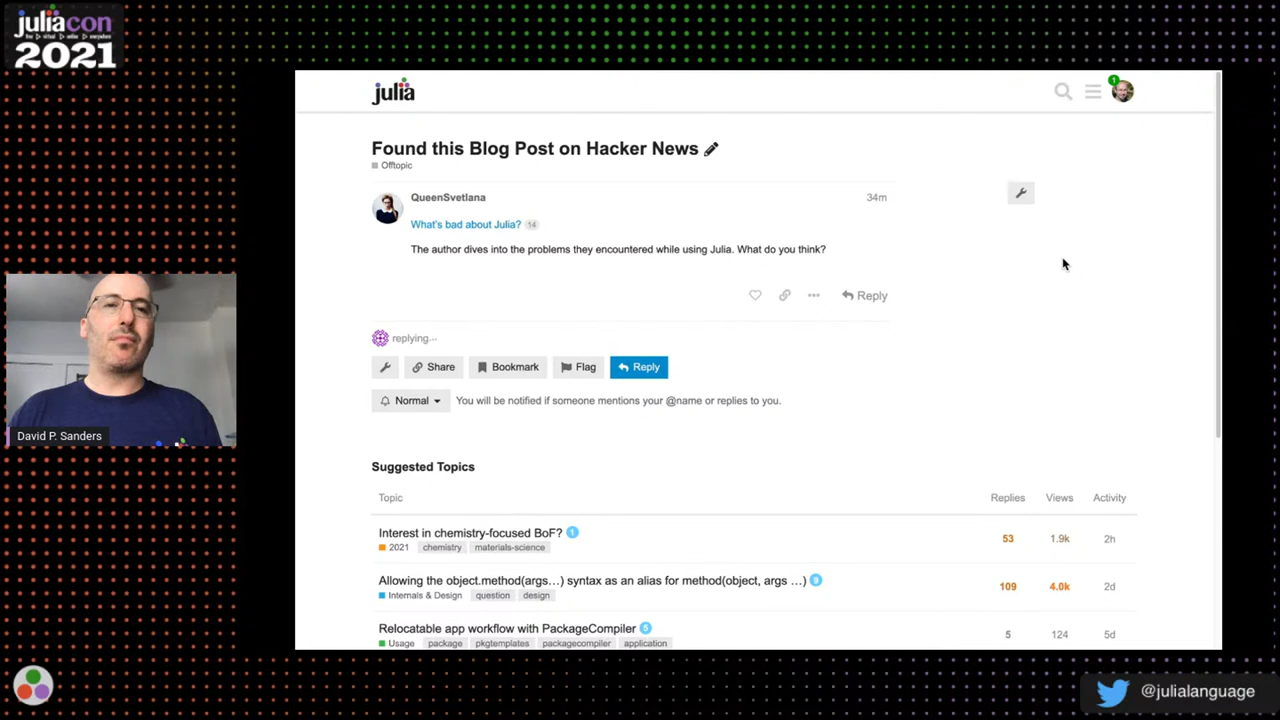 juliacon
2021
julia
1
Found this Blog Post on Hacker News
Offtopic
QueenSvetlana
34m
What's bad about Julia? 14
The author dives into the problems they encountered while using Julia. What do you think?
Reply
replying...
Share
Bookmark
Flag
Reply
Normal
You will be notified if someone mentions your @name or replies to you.
David P. Sanders
Suggested Topics
Topic
Replies
Views
Activity
Interest in chemistry-focused BoF? 1
53
1.9k
2h
2021 chemistry materials-science
Allowing the object.method(args...) syntax as an alias for method(object, args ...) 9
109
4.0k
2d
Internals & Design question design
Relocatable app workflow with PackageCompiler 5
5
124
5d
Usage package pkgtemplates packagecompiler application
@julialanguage